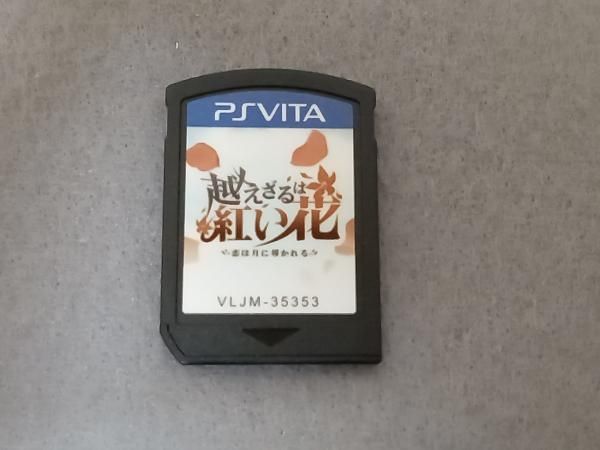 PSVITA
越えざるは
紅い花
～恋は月に導かれる～
VLJM-35353